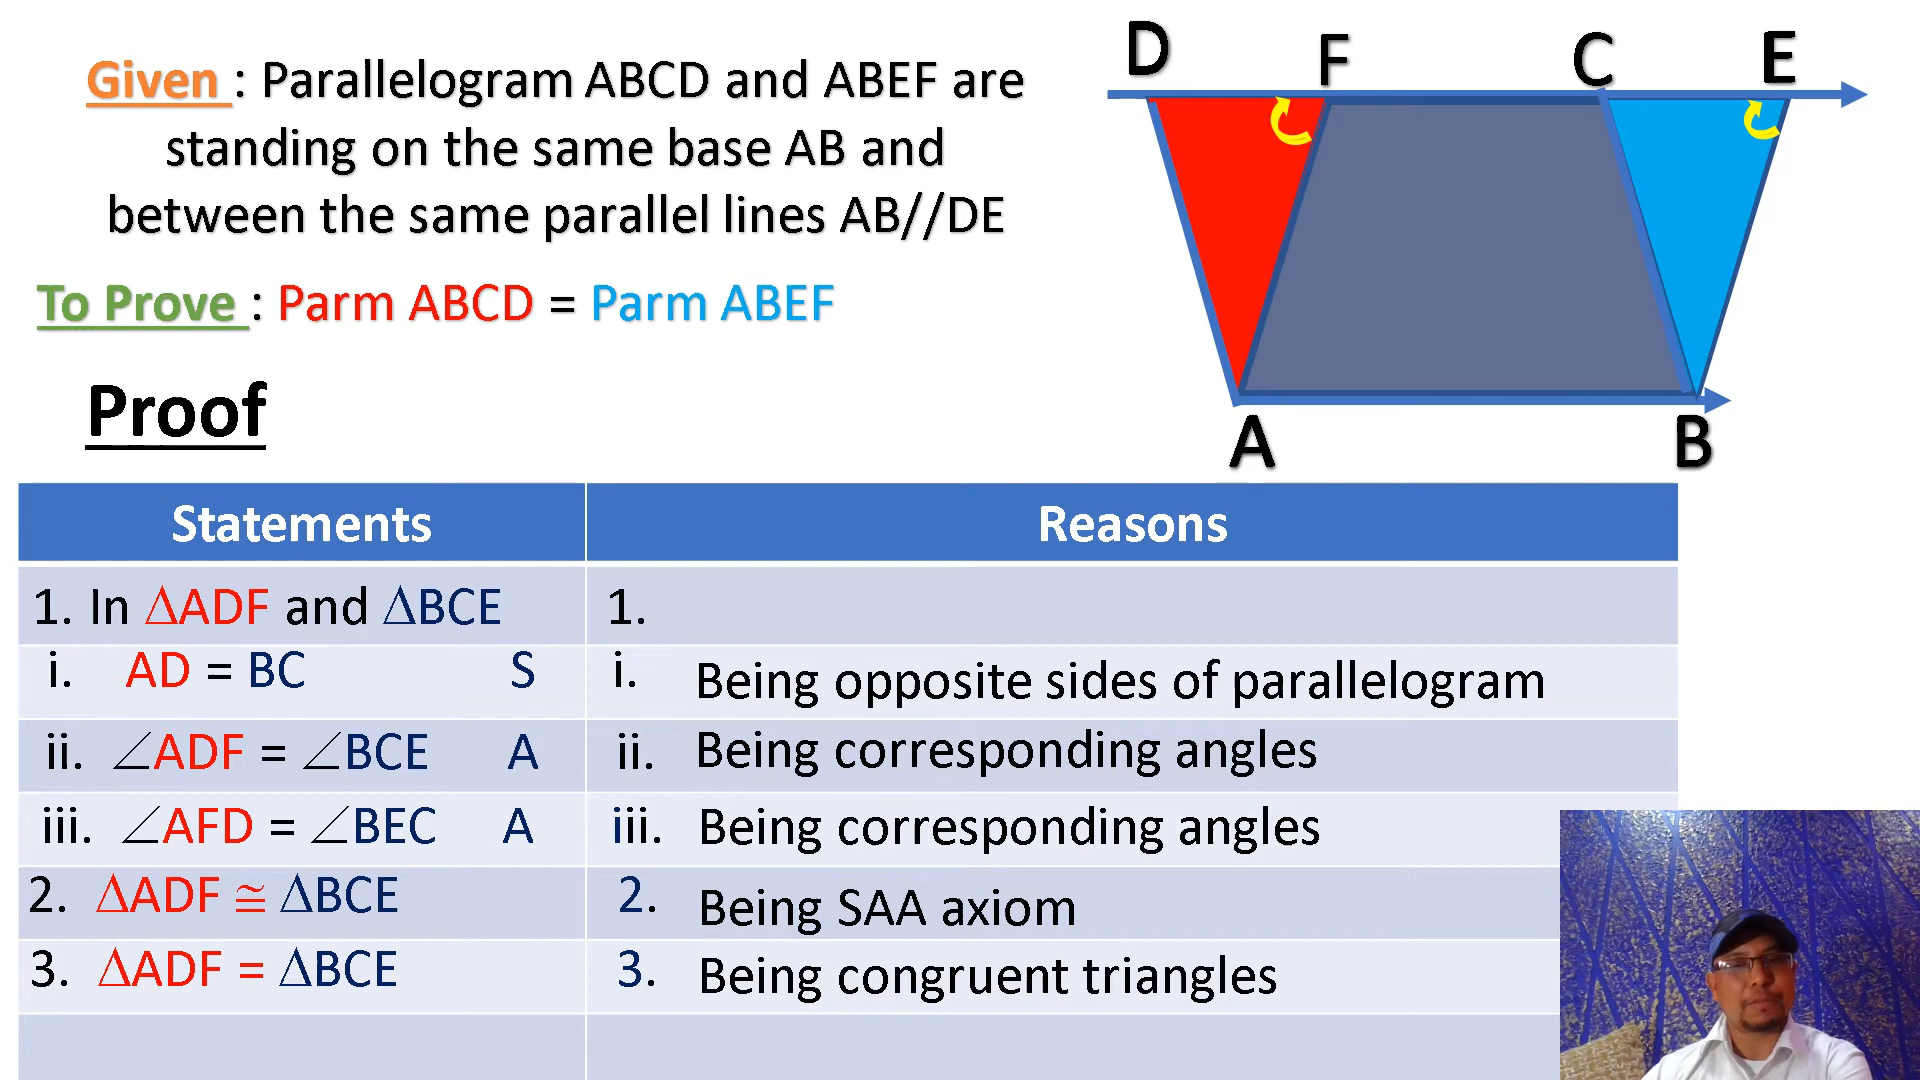 Given : Parallelogram ABCD and ABEF are
standing on the same base AB and
between the same parallel lines AB//DE
To Prove : Parm ABCD = Parm ABEF
D F C E
A B
Proof
Statements Reasons
1. In ΔADF and ΔBCE 1.
i. AD = BC S i. Being opposite sides of parallelogram
ii. ∠ADF = ∠BCE A ii. Being corresponding angles
iii. ∠AFD = ∠BEC A iii. Being corresponding angles
2. ΔADF ≅ ΔBCE 2. Being SAA axiom
3. ΔADF = ΔBCE 3. Being congruent triangles